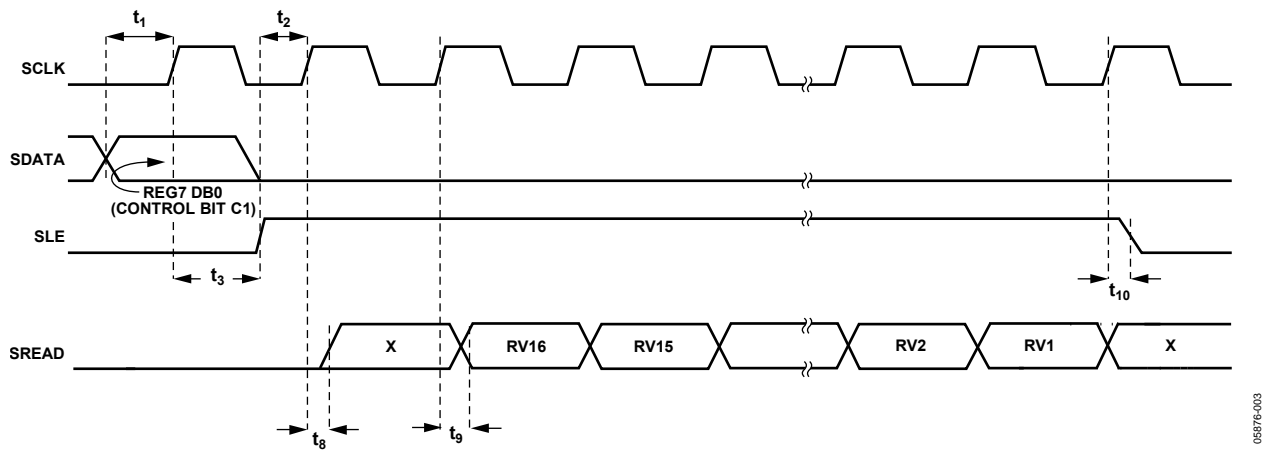 t1
t2
SCLK
SDATA
REG7 DB0
(CONTROL BIT C1)
SLE
t3
t10
SREAD
X
RV16
RV15
RV2
RV1
X
t8
t9
05876-003